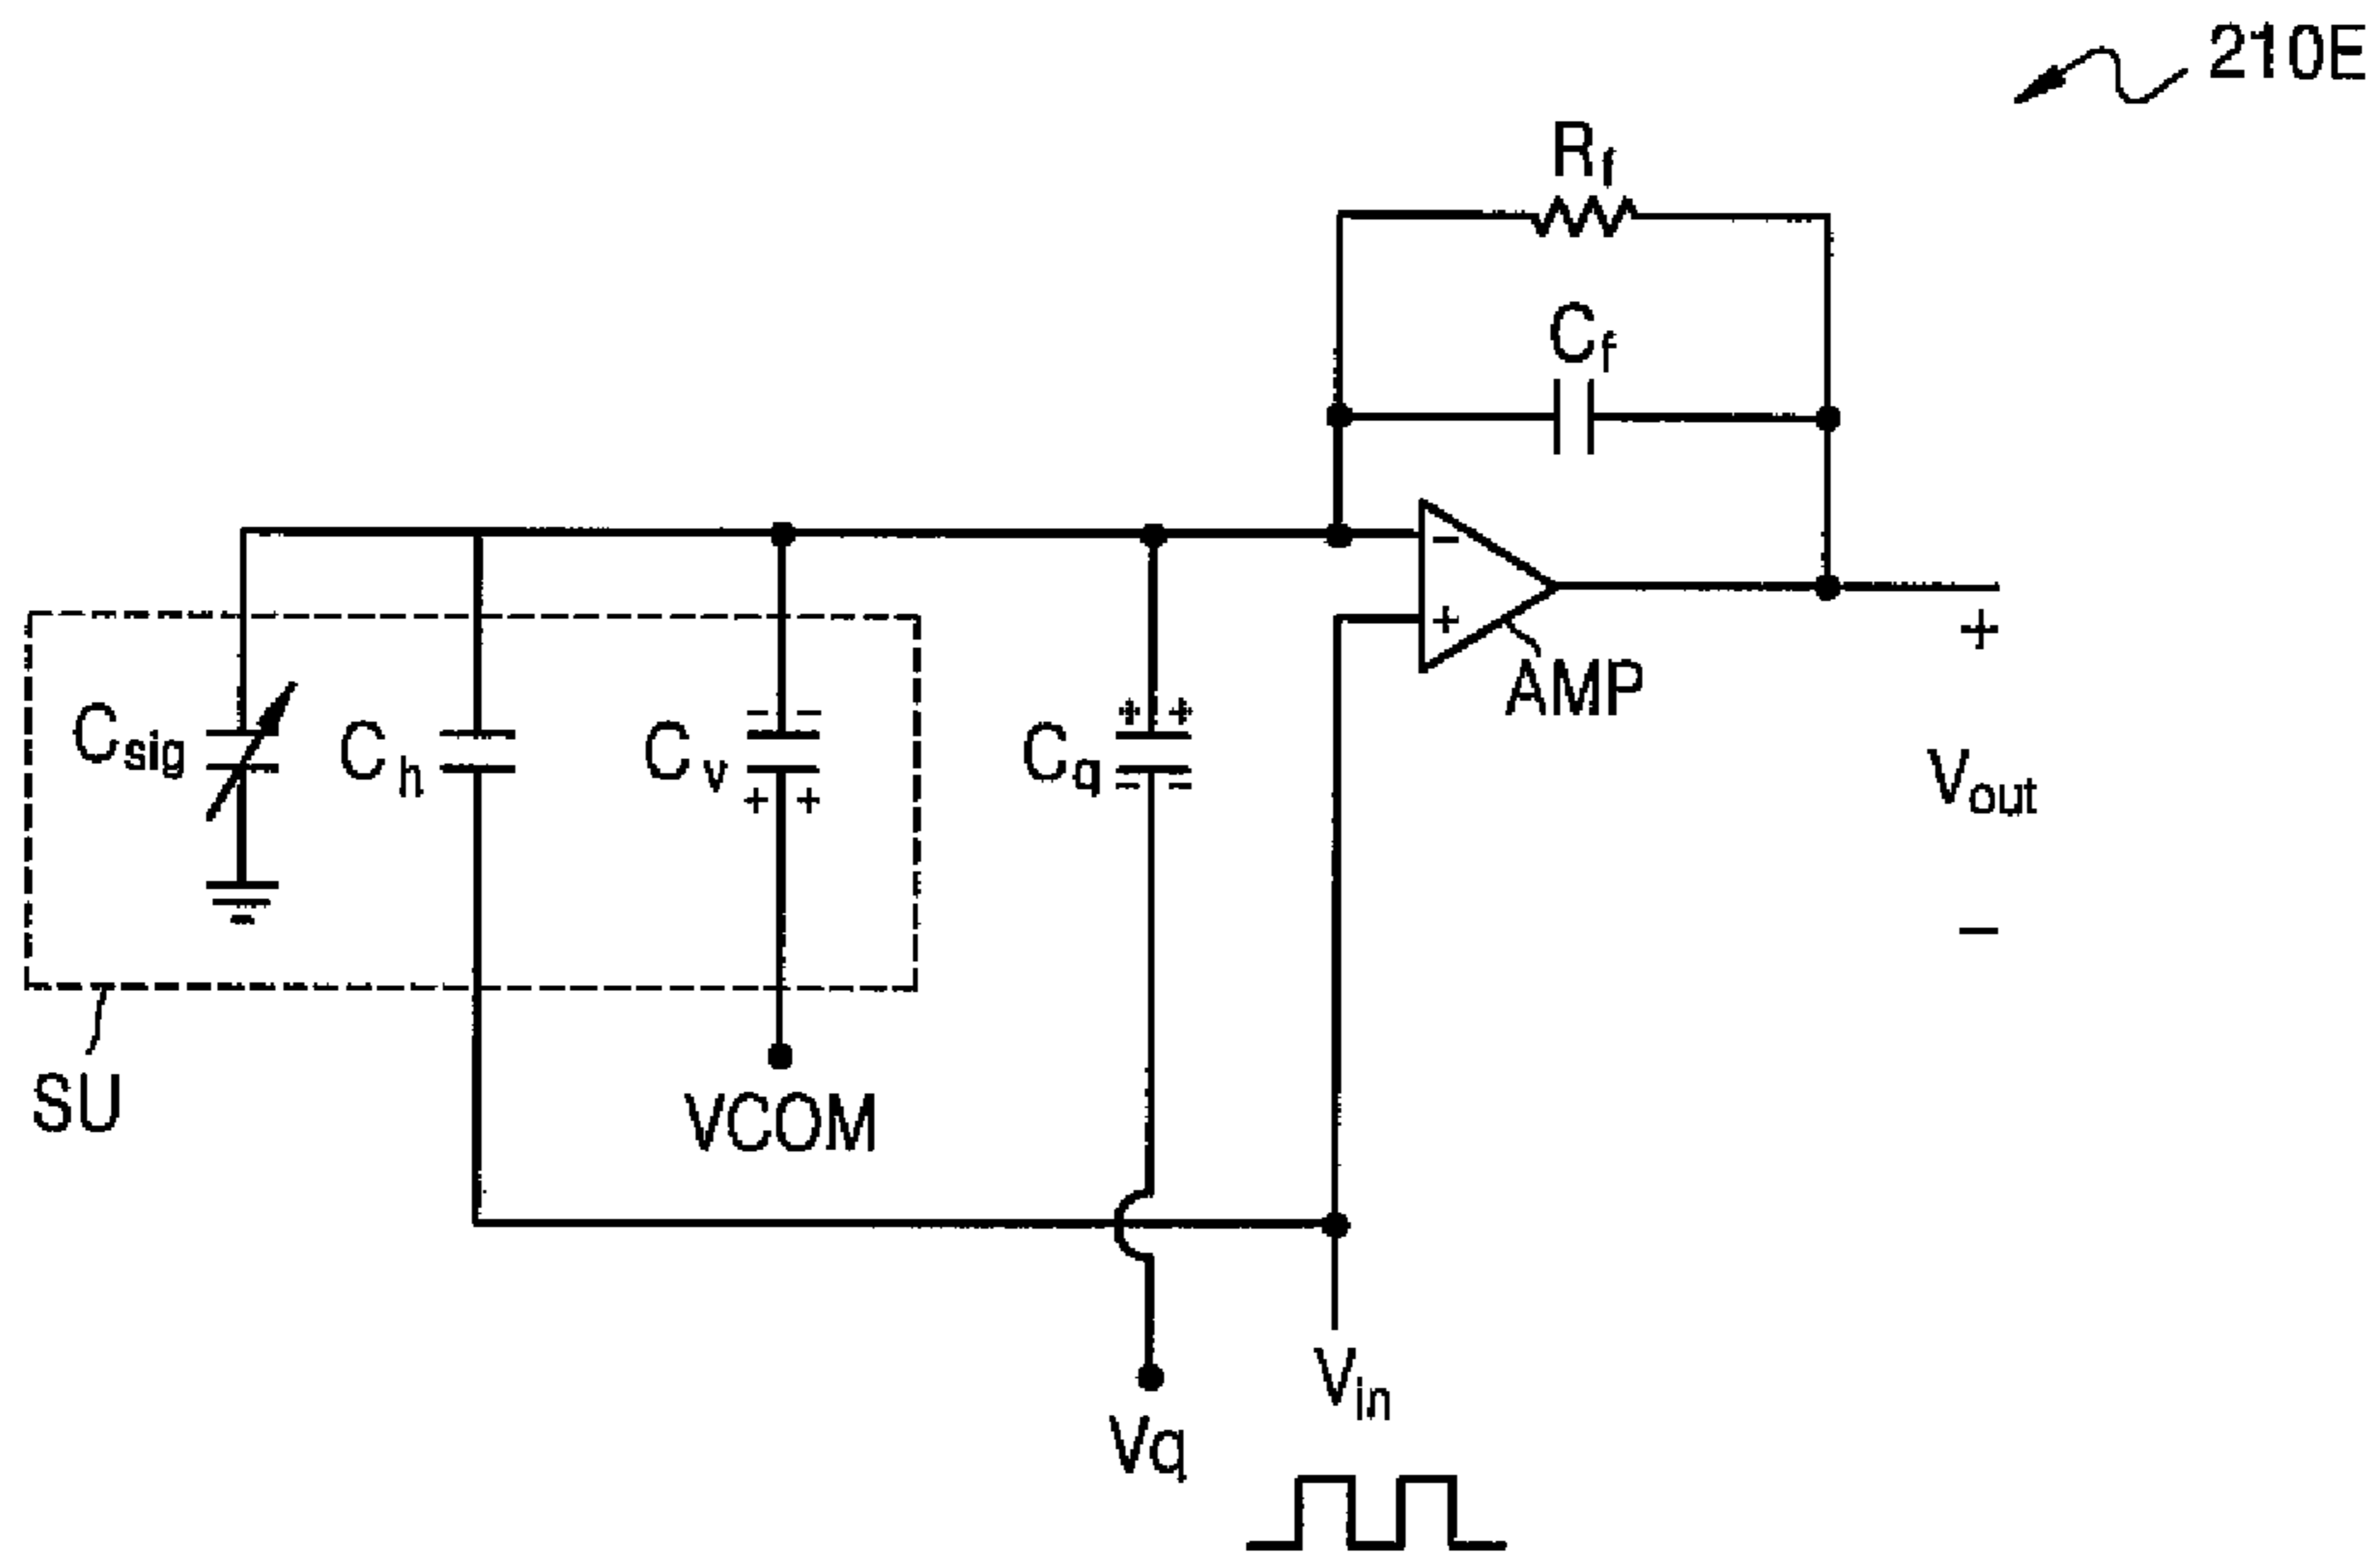 210E
Rf
Cf
−
+
AMP
Csig
Ch
Cv
− −
+ +
Cq
+ +
− −
+
Vout
−
SU
VCOM
Vq
Vin